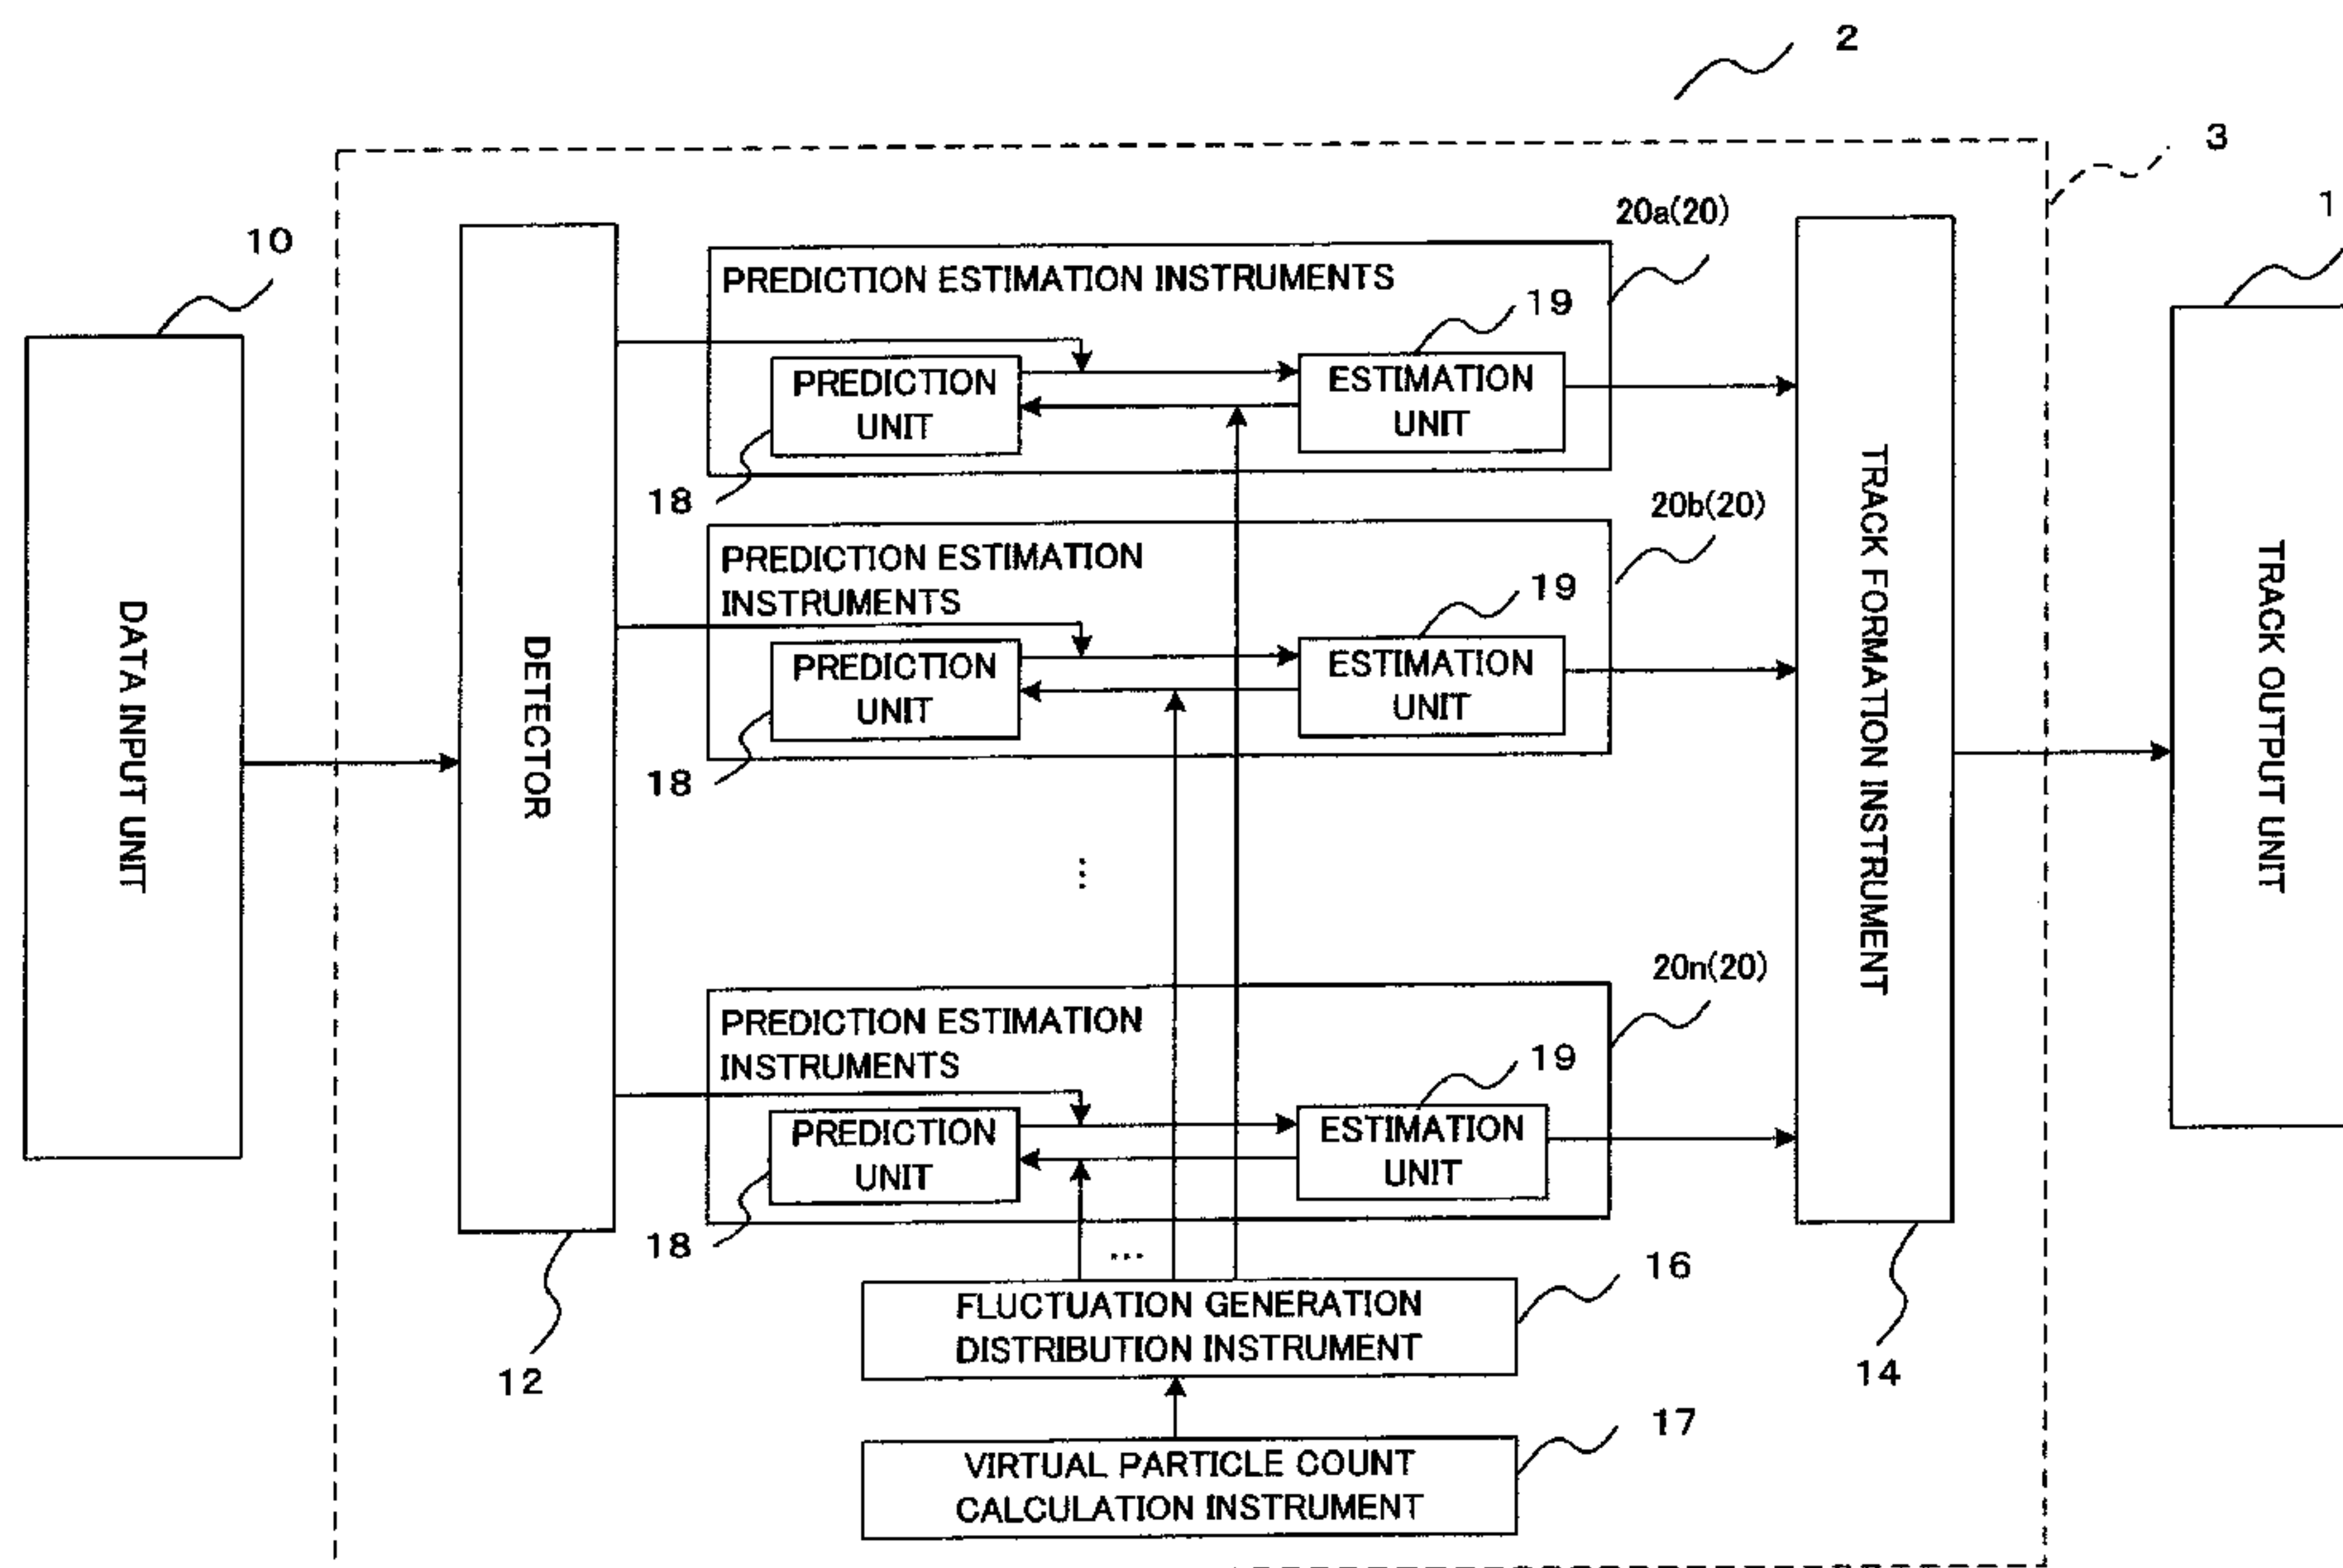 2
3
10
1
20a(20)
PREDICTION ESTIMATION INSTRUMENTS
19
PREDICTION
UNIT
ESTIMATION
UNIT
18
20b(20)
PREDICTION ESTIMATION
INSTRUMENTS
19
PREDICTION
UNIT
ESTIMATION
UNIT
18
DATA INPUT UNIT
DETECTOR
TRACK FORMATION INSTRUMENT
TRACK OUTPUT UNIT
...
20n(20)
PREDICTION ESTIMATION
INSTRUMENTS
19
PREDICTION
UNIT
ESTIMATION
UNIT
18
...
16
FLUCTUATION GENERATION
DISTRIBUTION INSTRUMENT
12
14
17
VIRTUAL PARTICLE COUNT
CALCULATION INSTRUMENT